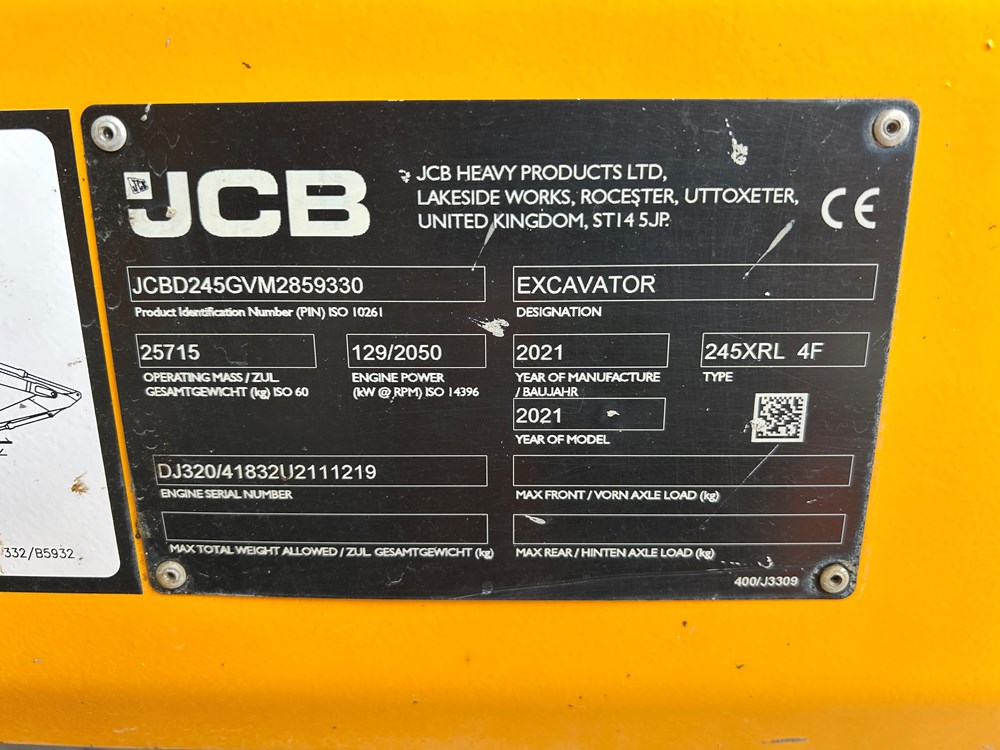 JCB
JCB HEAVY PRODUCTS LTD,
LAKESIDE WORKS, ROCESTER, UTTOXETER,
UNITED KINGDOM, ST14 5JP.
CE
JCBD245GVM2859330
Product Identification Number (PIN) ISO 10261
EXCAVATOR
DESIGNATION
25715
OPERATING MASS / ZUL.
GESAMTGEWICHT (kg) ISO 60
129/2050
ENGINE POWER
(kW @ RPM) ISO 14396
2021
YEAR OF MANUFACTURE
/ BAUJAHR
245XRL 4F
TYPE
2021
YEAR OF MODEL
DJ320/41832U2111219
ENGINE SERIAL NUMBER
MAX FRONT / VORN AXLE LOAD (kg)
MAX TOTAL WEIGHT ALLOWED / ZUL. GESAMTGEWICHT (kg)
MAX REAR / HINTEN AXLE LOAD (kg)
400/J3309
332/B5932